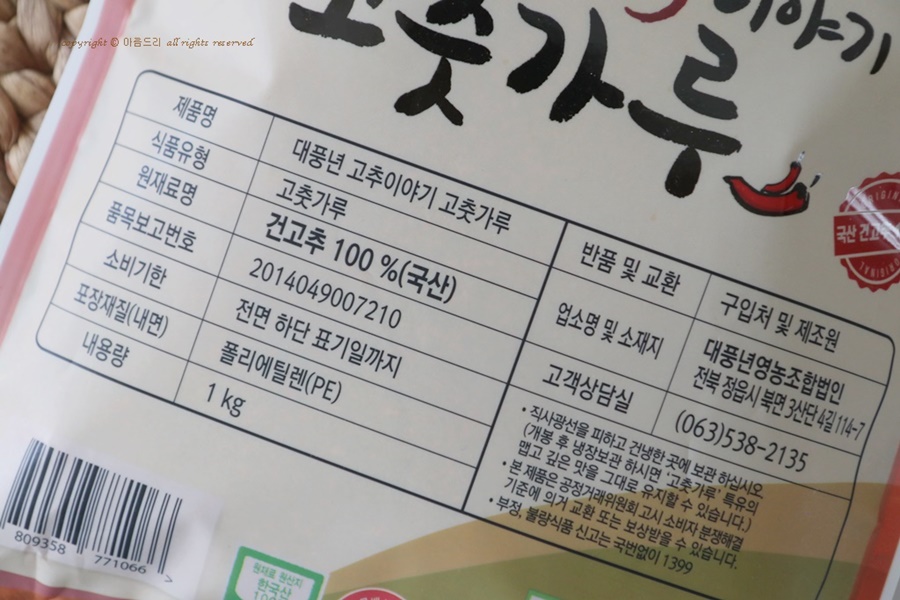 copyright © 아름드리 all rights reserved
이야기
고춧가루
제품명 대풍년 고추이야기 고춧가루
식품유형 고춧가루
원재료명 건고추 100 %(국산)
품목보고번호 2014049007210
소비기한 전면 하단 표기일까지
포장재질(내면) 폴리에틸렌(PE)
내용량 1 kg
반품 및 교환 구입처 및 제조원
업소명 및 소재지 대풍년영농조합법인
전북 정읍시 북면 3산단 4길 114-7
고객상담실 (063)538-2135
• 직사광선을 피하고 건냉한 곳에 보관 하십시오.
(개봉 후 냉장보관 하시면 '고춧가루' 특유의
맵고 깊은 맛을 그대로 유지할 수 있습니다.)
• 본 제품은 공정거래위원회 고시 소비자 분쟁해결
기준에 의거 교환 또는 보상받을 수 있습니다.
• 부정, 불량식품 신고는 국번없이 1399
국산 건고
809358 771066
원재료 원산지
한국산